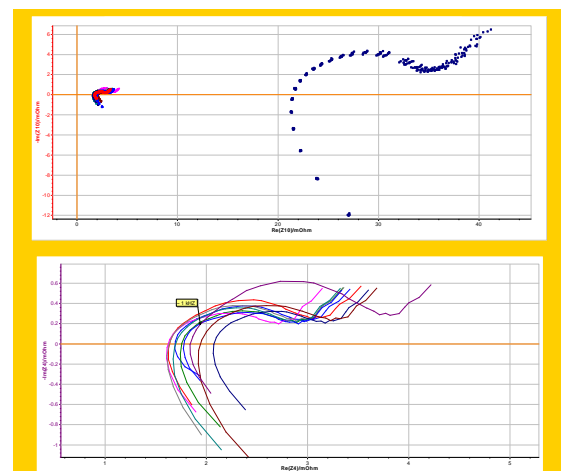 6
4
2
0
-2
-4
-6
-8
-10
-12
-Im(Z10)/mOhm
0 10 20 30 40
Re(Z10)/mOhm
0.6
0.4
0.2
0
-0.2
-0.4
-0.6
-0.8
-1
-Im(Z4)/mOhm
~ 1 kHZ
1 2 3 4 5
Re(Z4)/mOhm